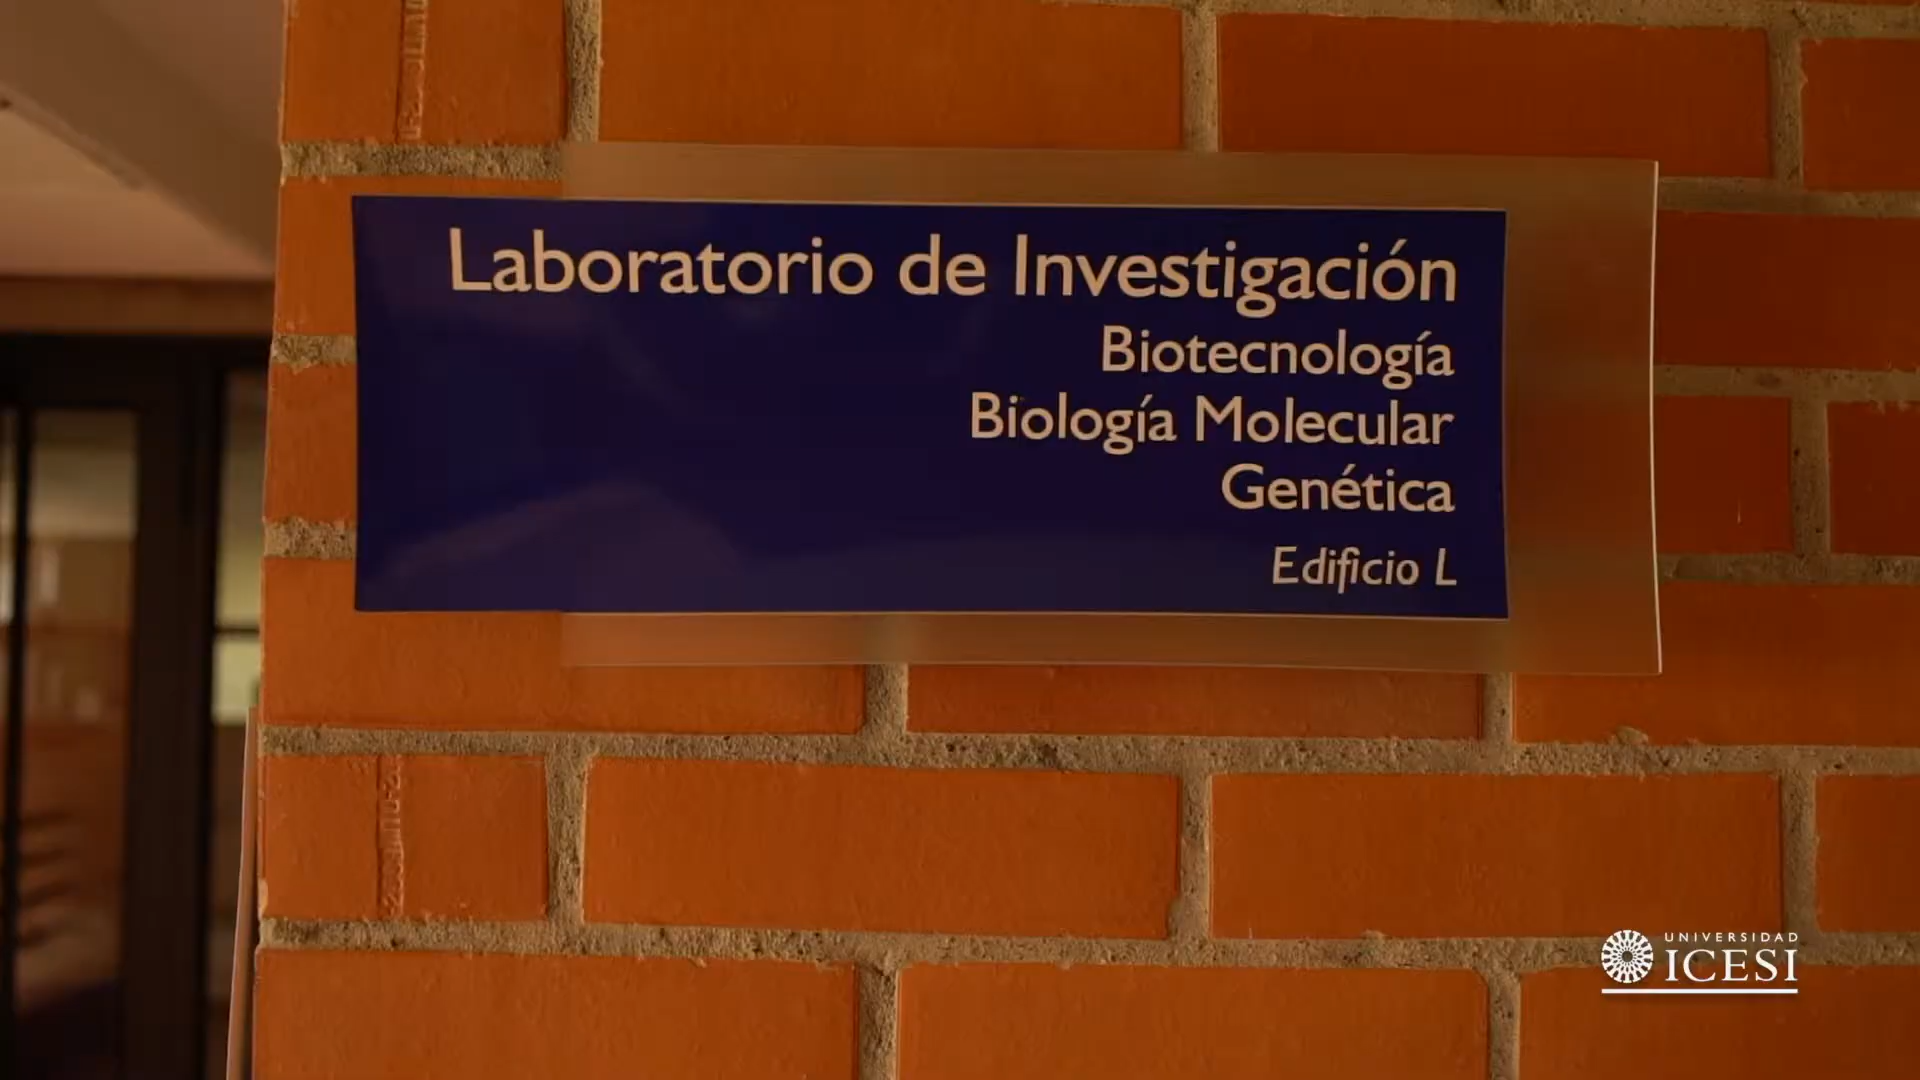 Laboratorio de Investigación
Biotecnología
Biología Molecular
Genética
Edificio L
UNIVERSIDAD
ICESI